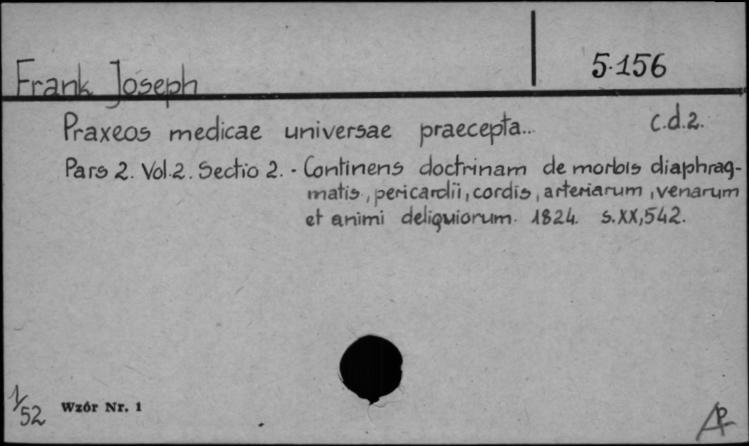 5.156
Frank Joseph
c.d.2.
Praxeos medicae universae praecepta...
Pars 2. Vol.2. Sectio 2. - Continens doctrinam de morbis diaphrag-
matis, pericardii, cordis, arteriarum, venarum
et animi deliquiorum. 1824. s.XX,542.
1/52 Wzór Nr. 1